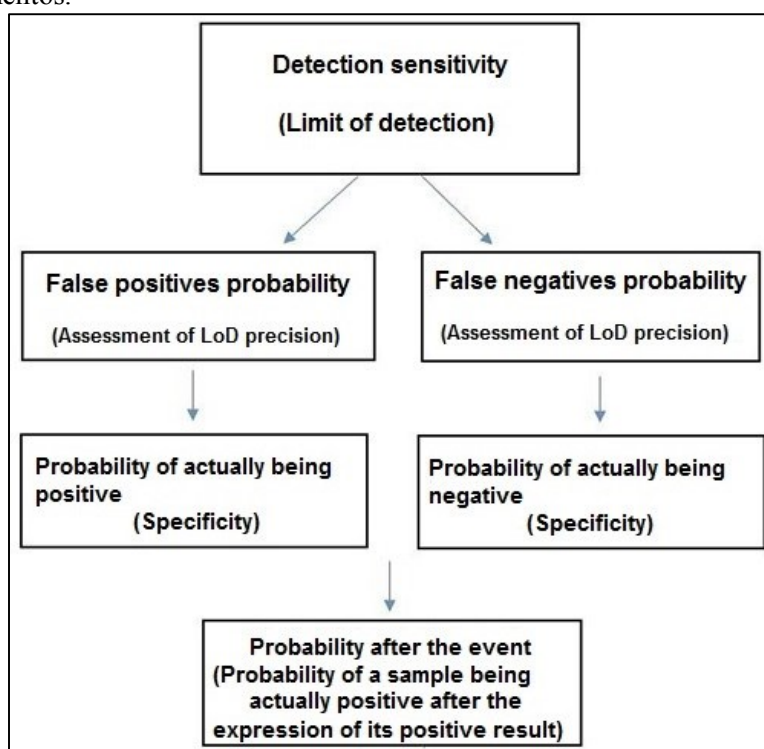 Detection sensitivity
(Limit of detection)
False positives probability
(Assessment of LoD precision)
False negatives probability
(Assessment of LoD precision)
Probability of actually being
positive
(Specificity)
Probability of actually being
negative
(Specificity)
Probability after the event
(Probability of a sample being
actually positive after the
expression of its positive result)